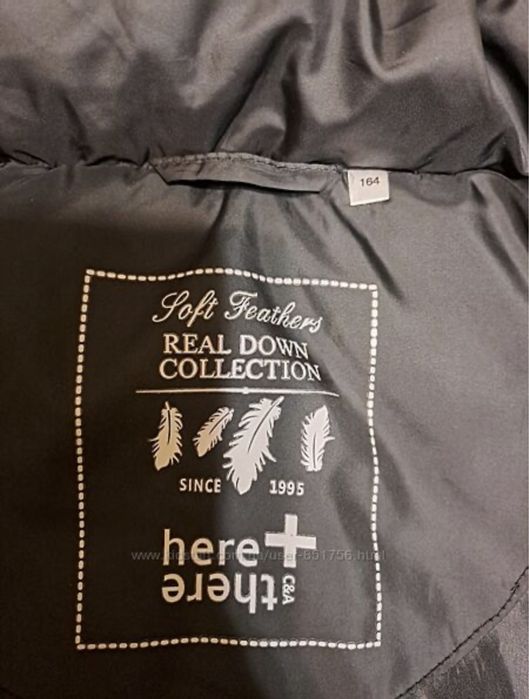 164
Soft Feathers
REAL DOWN
COLLECTION
SINCE 1995
here+
there
C&A